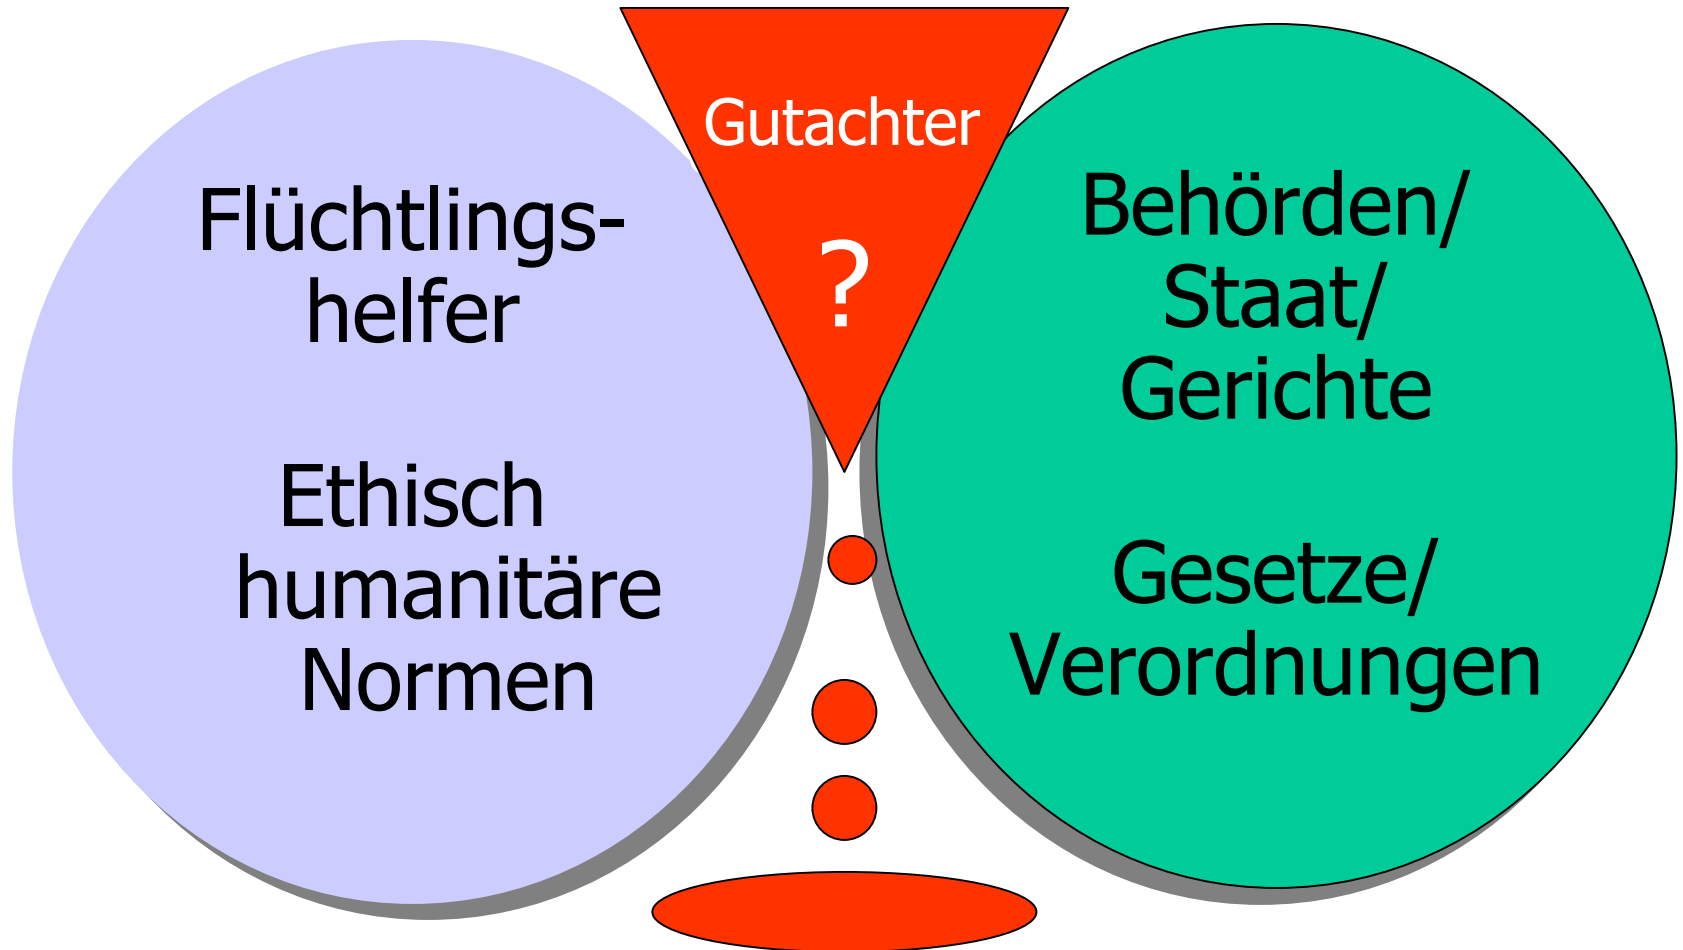 Flüchtlings-
helfer
Ethisch
humanitäre
Normen
Gutachter
?
Behörden/
Staat/
Gerichte
Gesetze/
Verordnungen